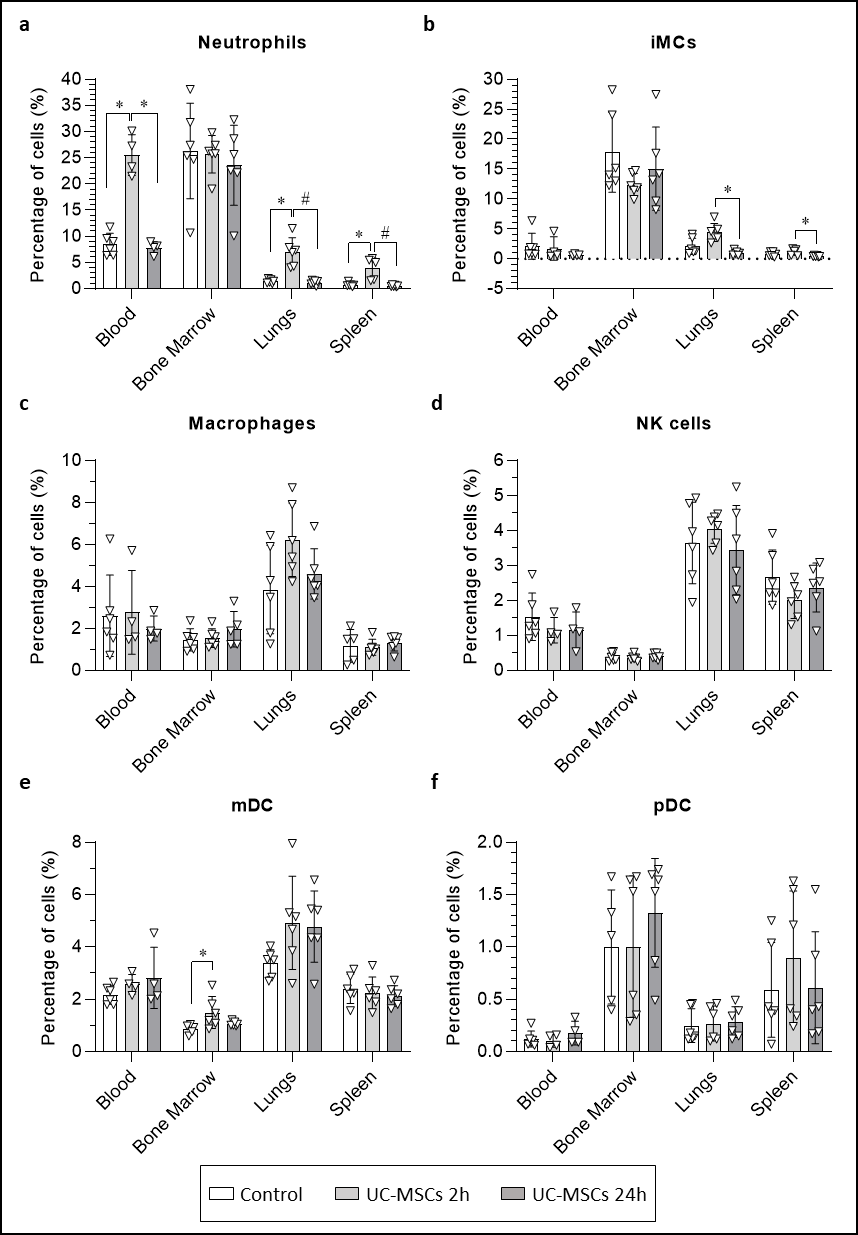 a
Neutrophils
Percentage of cells (%)
40
35
30
25
20
15
10
5
0
* *
* #
* #
Blood
Bone Marrow
Lungs
Spleen
b
iMCs
Percentage of cells (%)
30
25
20
15
10
5
0
-5
*
*
Blood
Bone Marrow
Lungs
Spleen
c
Macrophages
Percentage of cells (%)
10
8
6
4
2
0
Blood
Bone Marrow
Lungs
Spleen
d
NK cells
Percentage of cells (%)
6
5
4
3
2
1
0
Blood
Bone Marrow
Lungs
Spleen
e
mDC
Percentage of cells (%)
8
6
4
2
0
*
Blood
Bone Marrow
Lungs
Spleen
f
pDC
Percentage of cells (%)
2.0
1.5
1.0
0.5
0.0
Blood
Bone Marrow
Lungs
Spleen
Control UC-MSCs 2h UC-MSCs 24h